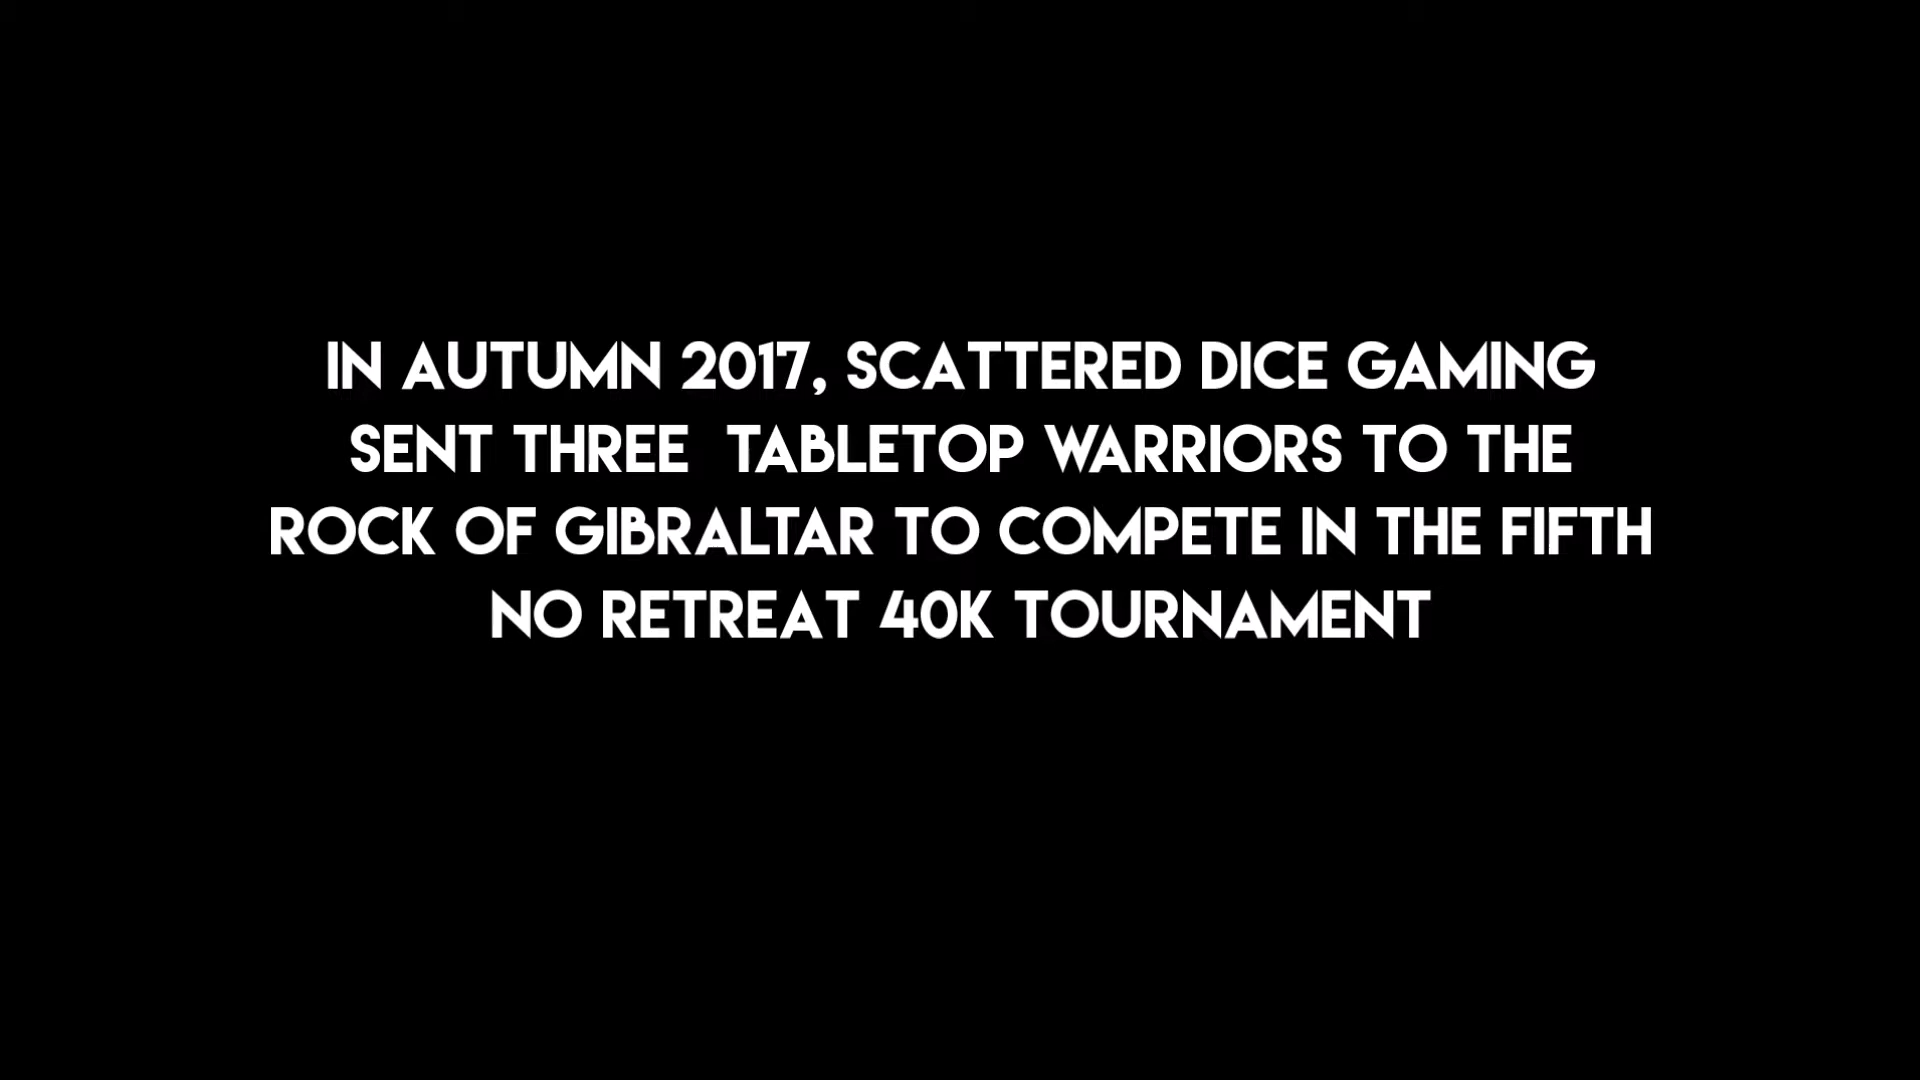 IN AUTUMN 2017, SCATTERED DICE GAMING
SENT THREE  TABLETOP WARRIORS TO THE
ROCK OF GIBRALTAR TO COMPETE IN THE FIFTH
NO RETREAT 40K TOURNAMENT